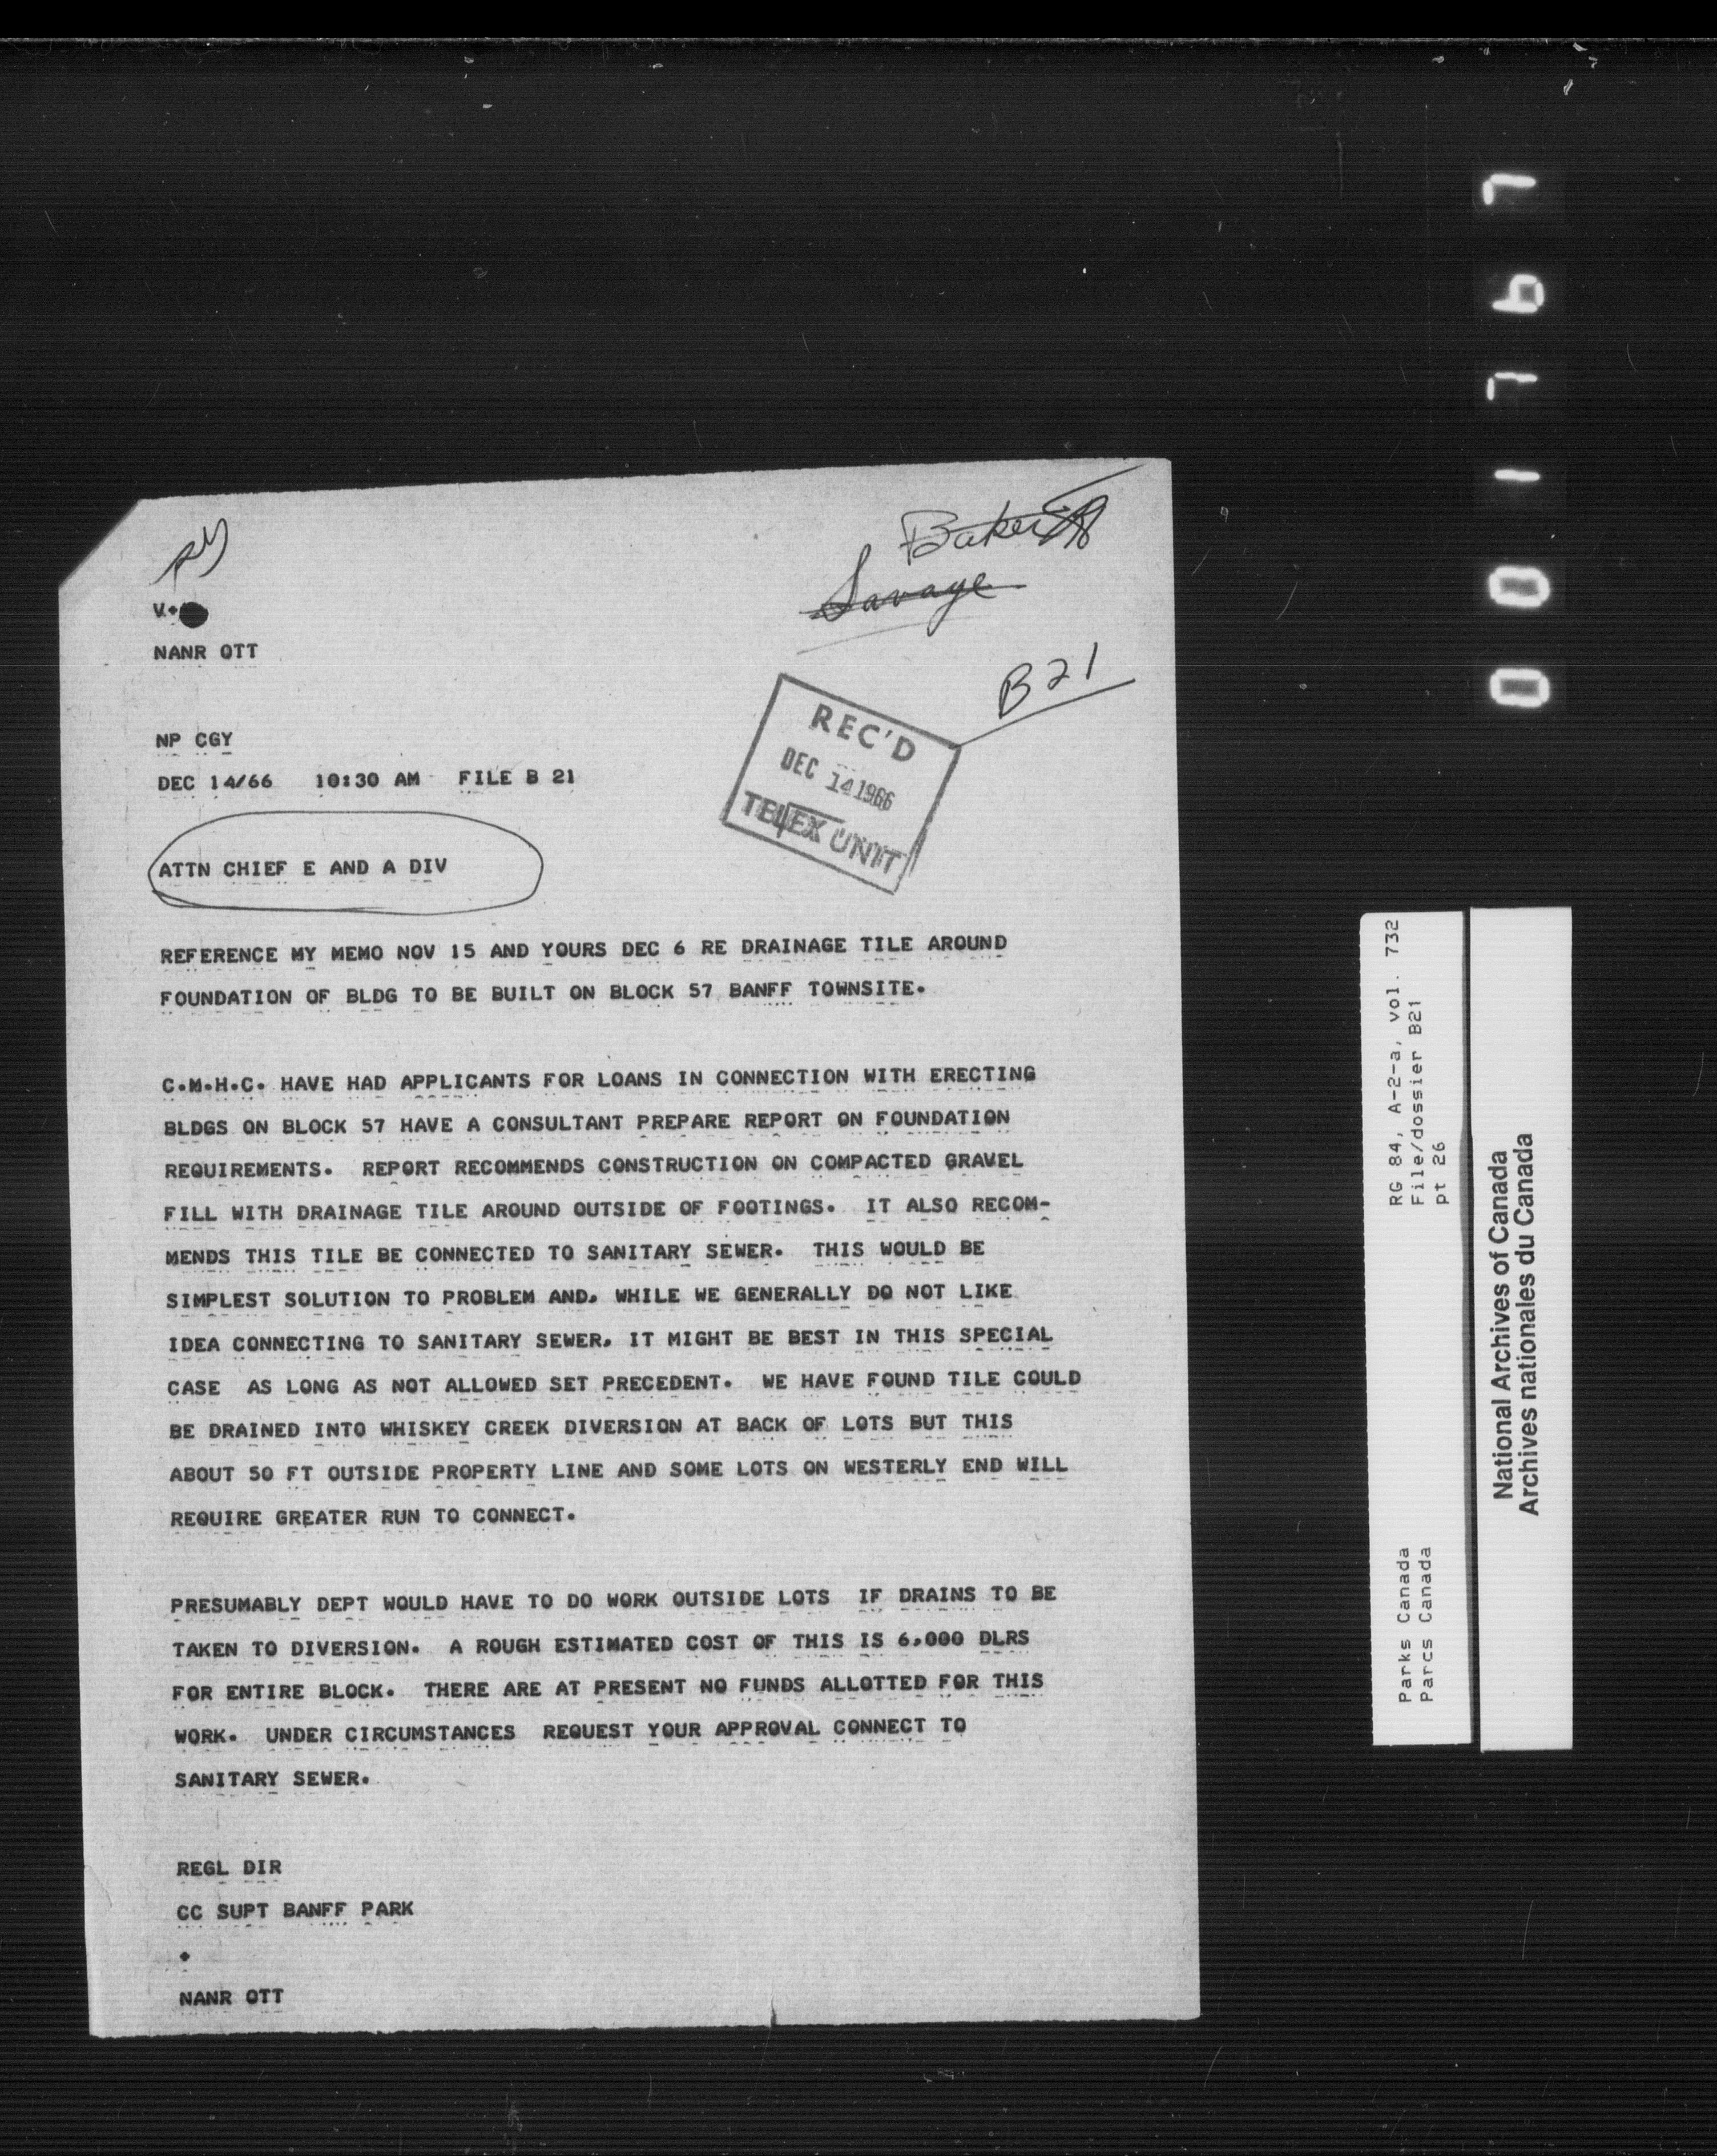 Baker
Savage
V.
NANR OTT
B21
REC'D
DEC 14 1966
TELEX UNIT
NP CGY
DEC 14/66 10:30 AM FILE B 21
ATTN CHIEF E AND A DIV
REFERENCE MY MEMO NOV 15 AND YOURS DEC 6 RE DRAINAGE TILE AROUND
FOUNDATION OF BLDG TO BE BUILT ON BLOCK 57 BANFF TOWNSITE.
C.M.H.C. HAVE HAD APPLICANTS FOR LOANS IN CONNECTION WITH ERECTING
BLDGS ON BLOCK 57 HAVE A CONSULTANT PREPARE REPORT ON FOUNDATION
REQUIREMENTS. REPORT RECOMMENDS CONSTRUCTION ON COMPACTED GRAVEL
FILL WITH DRAINAGE TILE AROUND OUTSIDE OF FOOTINGS. IT ALSO RECOM-
MENDS THIS TILE BE CONNECTED TO SANITARY SEWER. THIS WOULD BE
SIMPLEST SOLUTION TO PROBLEM AND, WHILE WE GENERALLY DO NOT LIKE
IDEA CONNECTING TO SANITARY SEWER, IT MIGHT BE BEST IN THIS SPECIAL
CASE AS LONG AS NOT ALLOWED SET PRECEDENT. WE HAVE FOUND TILE COULD
BE DRAINED INTO WHISKEY CREEK DIVERSION AT BACK OF LOTS BUT THIS
ABOUT 50 FT OUTSIDE PROPERTY LINE AND SOME LOTS ON WESTERLY END WILL
REQUIRE GREATER RUN TO CONNECT.
PRESUMABLY DEPT WOULD HAVE TO DO WORK OUTSIDE LOTS IF DRAINS TO BE
TAKEN TO DIVERSION. A ROUGH ESTIMATED COST OF THIS IS 6,000 DLRS
FOR ENTIRE BLOCK. THERE ARE AT PRESENT NO FUNDS ALLOTTED FOR THIS
WORK. UNDER CIRCUMSTANCES REQUEST YOUR APPROVAL CONNECT TO
SANITARY SEWER.
REGL DIR
CC SUPT BANFF PARK
NANR OTT
001767
RG 84, A-2-a, vol. 732
File/dossier B21
pt 26
Parks Canada
Parcs Canada
National Archives of Canada
Archives nationales du Canada